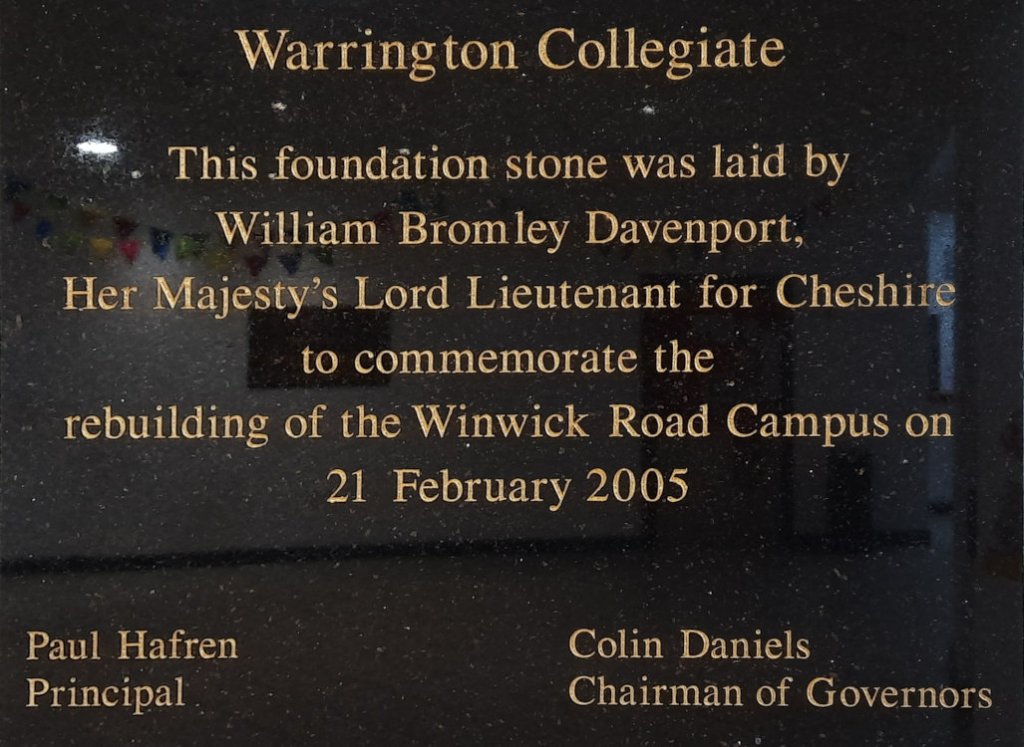 Warrington Collegiate
This foundation stone was laid by
William Bromley Davenport,
Her Majesty's Lord Lieutenant for Cheshire
to commemorate the
rebuilding of the Winwick Road Campus on
21 February 2005
Paul Hafren
Principal
Colin Daniels
Chairman of Governors